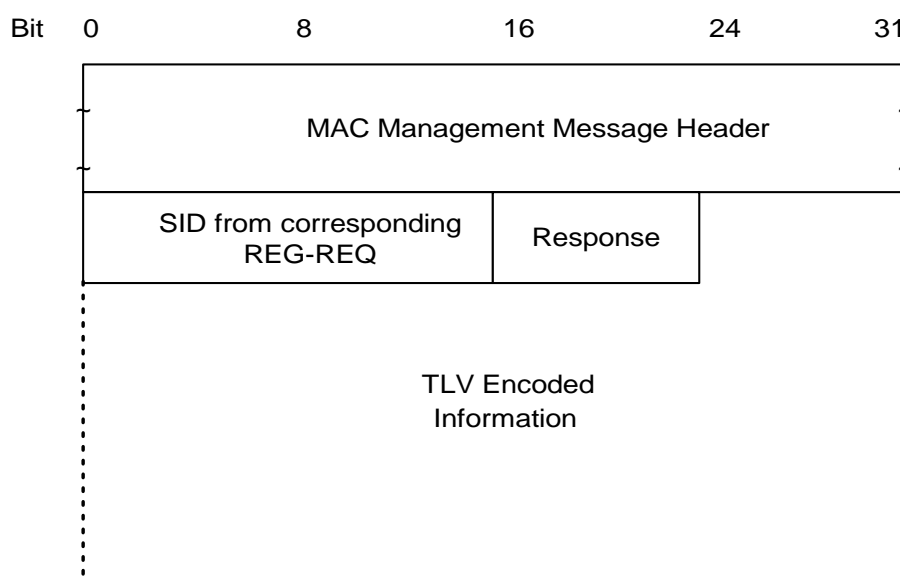 Bit 0 8 16 24 31
MAC Management Message Header
SID from corresponding
REG-REQ
Response
TLV Encoded
Information